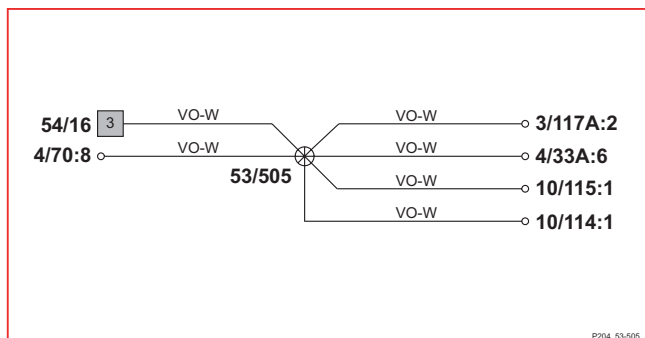 54/16 3 VO-W VO-W 3/117A:2
4/70:8 VO-W VO-W 4/33A:6
53/505 VO-W 10/115:1
VO-W 10/114:1
P204_53-505